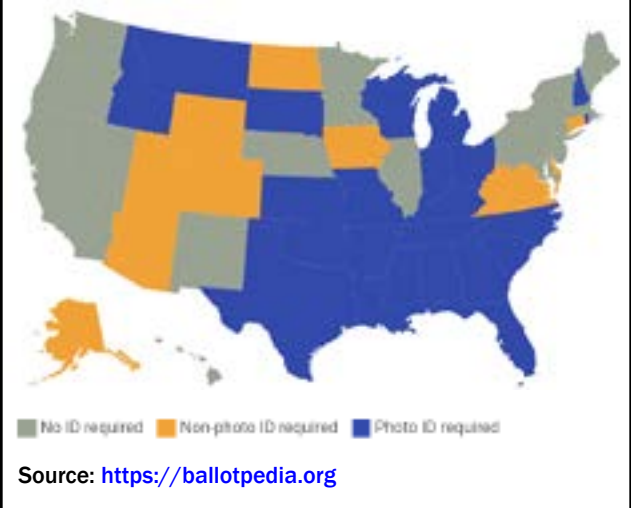 No ID required Non-photo ID required Photo ID required
Source: https://ballotpedia.org